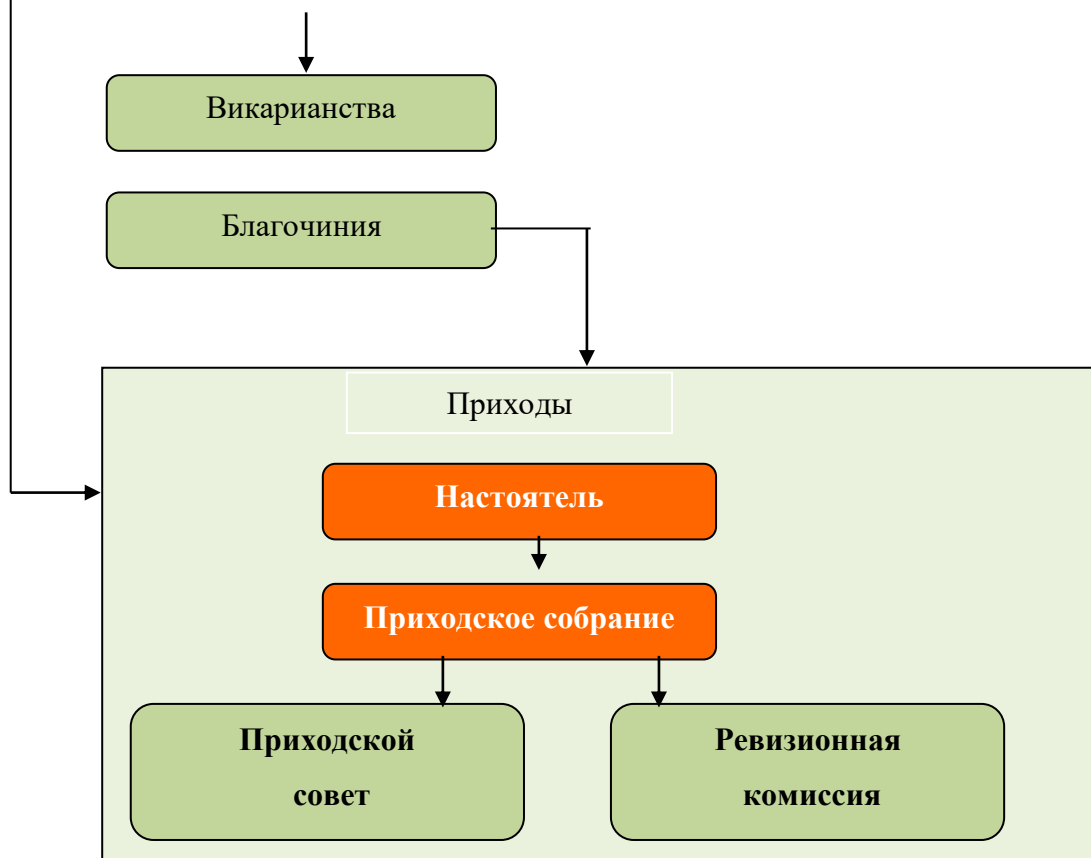 Викарианства
Благочиния
Приходы
Настоятель
Приходское собрание
Приходской
совет
Ревизионная
комиссия